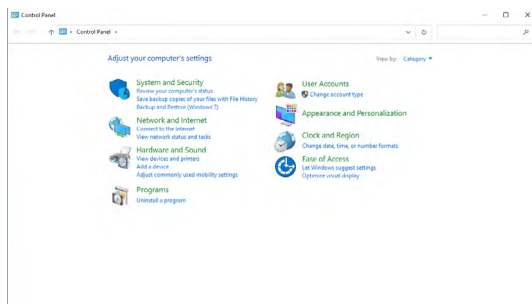 Control Panel
Control Panel
Adjust your computer's settings
View by: Category
System and Security
Review your computer's status
Save backup copies of your files with File History
Backup and Restore (Windows 7)
Network and Internet
Connect to the Internet
View network status and tasks
Hardware and Sound
View devices and printers
Add a device
Adjust commonly used mobility settings
Programs
Uninstall a program
User Accounts
Change account type
Appearance and Personalization
Clock and Region
Change date, time, or number formats
Ease of Access
Let Windows suggest settings
Optimize visual display